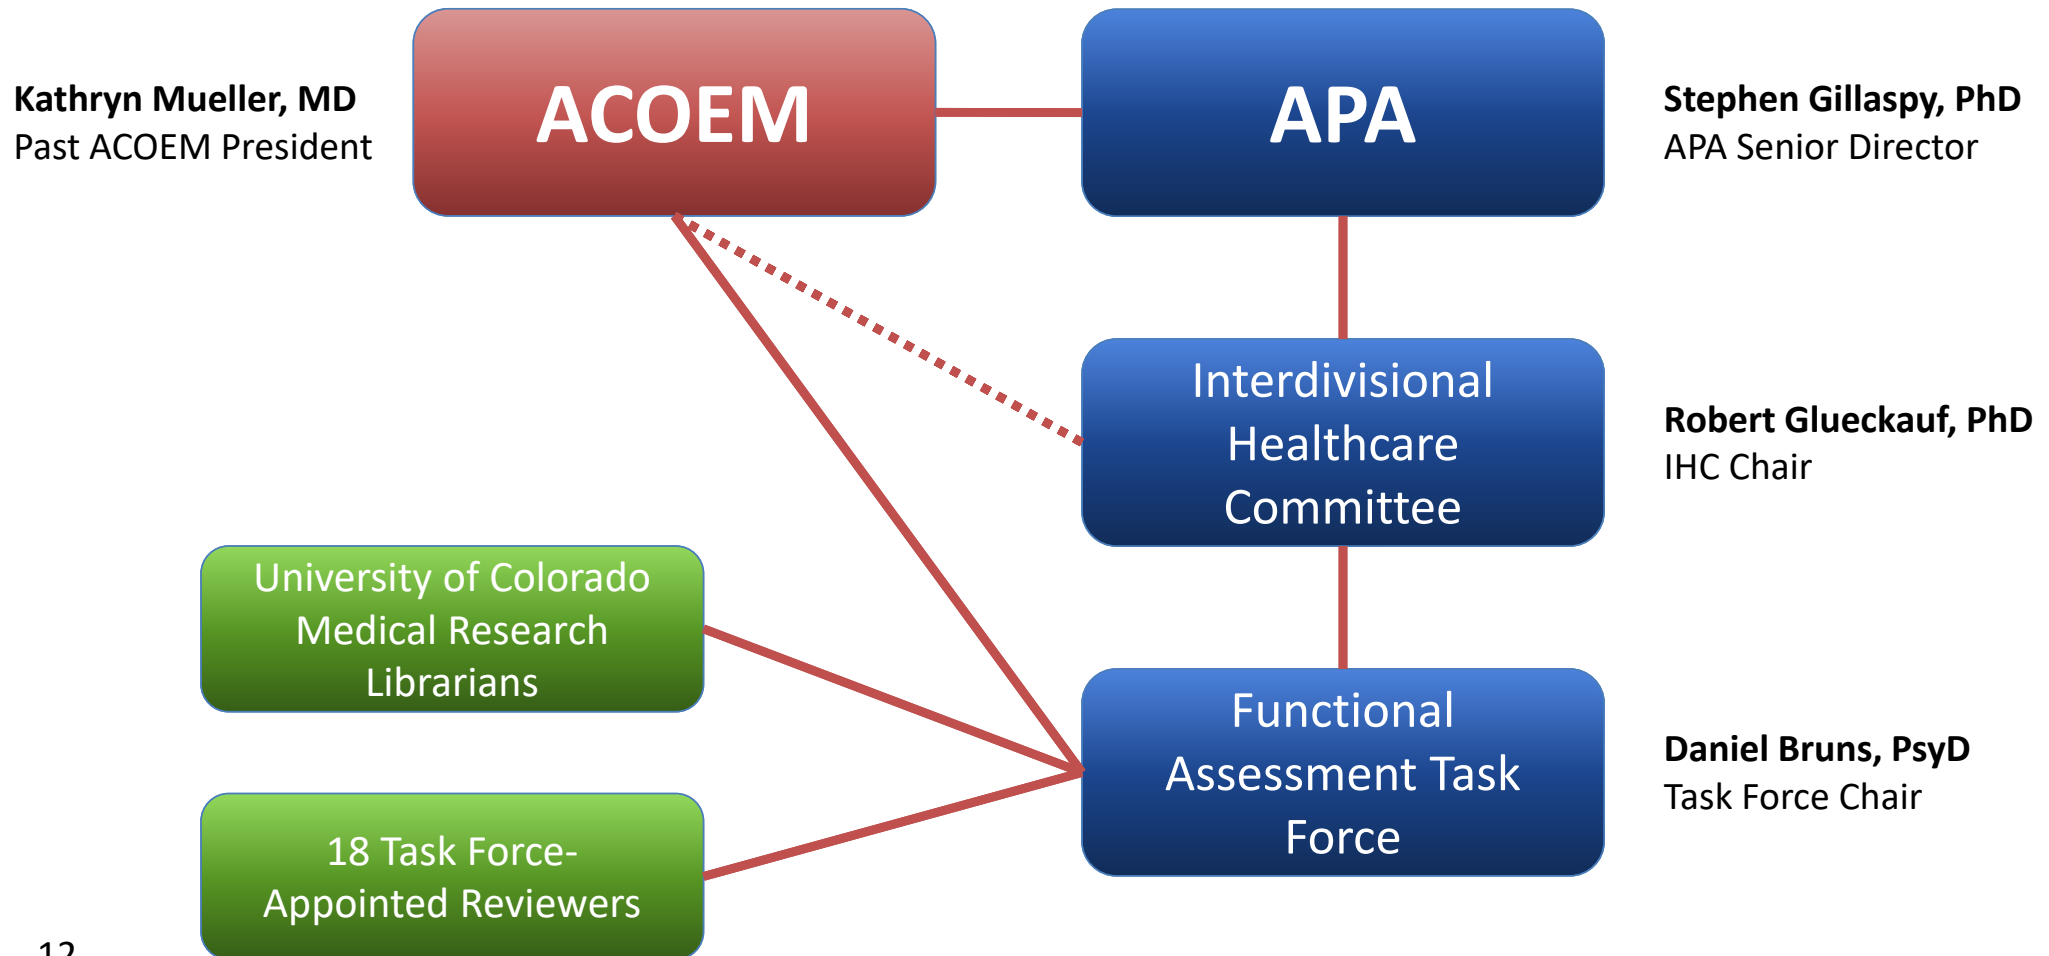 Kathryn Mueller, MD
Past ACOEM President
ACOEM
APA
Stephen Gillaspy, PhD
APA Senior Director
Interdivisional
Healthcare
Committee
Robert Glueckauf, PhD
IHC Chair
University of Colorado
Medical Research
Librarians
Functional
Assessment Task
Force
Daniel Bruns, PsyD
Task Force Chair
18 Task Force-
Appointed Reviewers
12